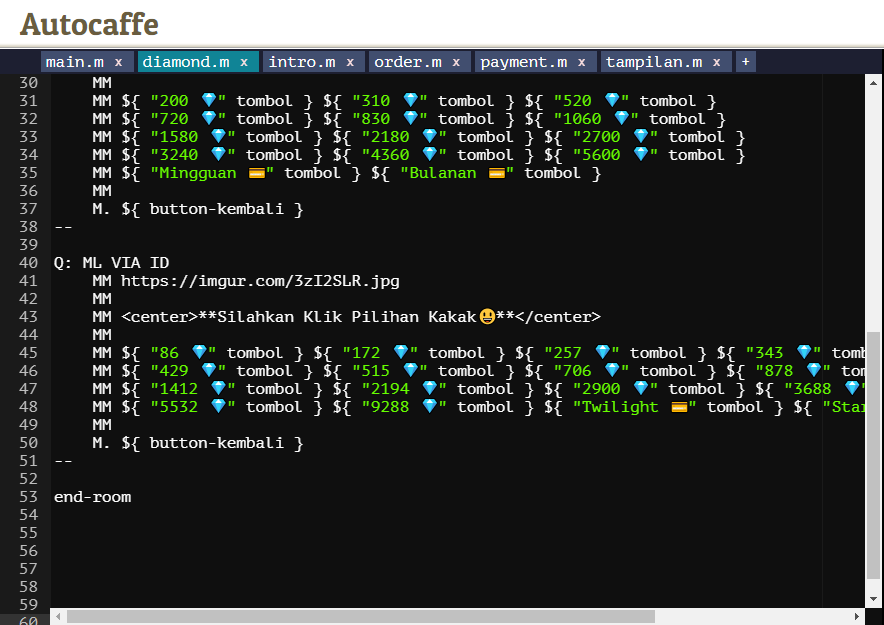 Autocaffe
main.m x diamond.m x intro.m x order.m x payment.m x tampilan.m x +
30 MM
31 MM ${ "200 💎" tombol } ${ "310 💎" tombol } ${ "520 💎" tombol }
32 MM ${ "720 💎" tombol } ${ "830 💎" tombol } ${ "1060 💎" tombol }
33 MM ${ "1580 💎" tombol } ${ "2180 💎" tombol } ${ "2700 💎" tombol }
34 MM ${ "3240 💎" tombol } ${ "4360 💎" tombol } ${ "5600 💎" tombol }
35 MM ${ "Mingguan 💳" tombol } ${ "Bulanan 💳" tombol }
36 MM
37 M. ${ button-kembali }
38 --
39
40 Q: ML VIA ID
41 MM https://imgur.com/3zI2SLR.jpg
42 MM
43 MM <center>**Silahkan Klik Pilihan Kakak😃**</center>
44 MM
45 MM ${ "86 💎" tombol } ${ "172 💎" tombol } ${ "257 💎" tombol } ${ "343 💎" tomb
46 MM ${ "429 💎" tombol } ${ "515 💎" tombol } ${ "706 💎" tombol } ${ "878 💎" tom
47 MM ${ "1412 💎" tombol } ${ "2194 💎" tombol } ${ "2900 💎" tombol } ${ "3688 💎"
48 MM ${ "5532 💎" tombol } ${ "9288 💎" tombol } ${ "Twilight 💳" tombol } ${ "Star
49 MM
50 M. ${ button-kembali }
51 --
52
53 end-room
54
55
56
57
58
59
60